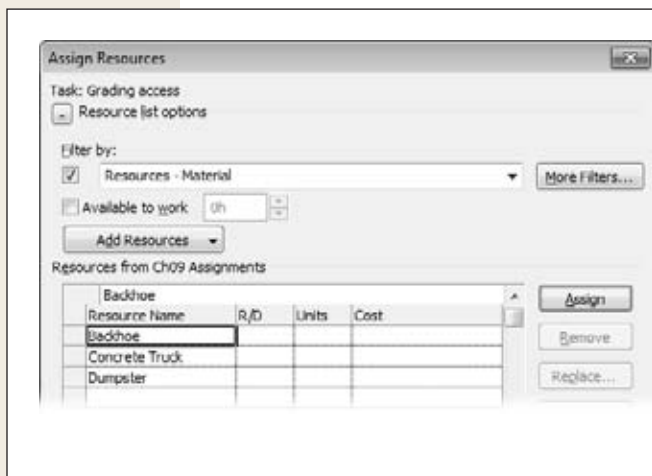 Assign Resources
Task: Grading access
- Resource list options
Filter by:
Resources - Material More Filters...
Available to work 0h
Add Resources
Resources from Ch09 Assignments
Backhoe Assign
Resource Name R/D Units Cost
Backhoe Remove
Concrete Truck
Dumpster Replace...